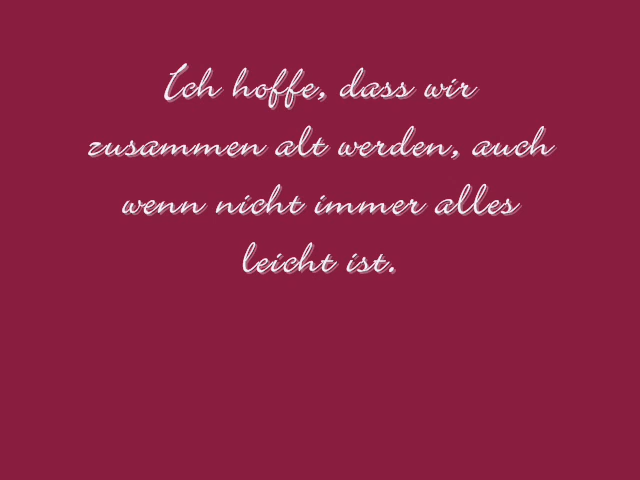 Ich hoffe, dass wir
zusammen alt werden, auch
wenn nicht immer alles
leicht ist.